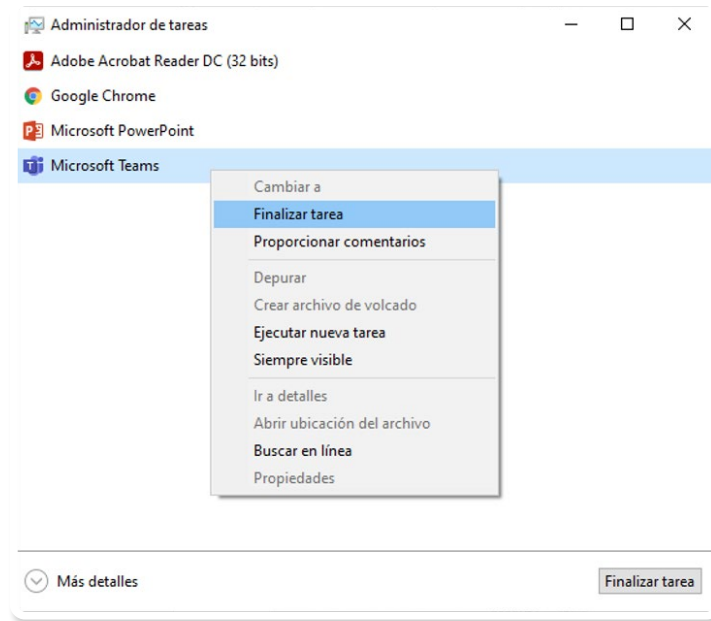 Administrador de tareas
Adobe Acrobat Reader DC (32 bits)
Google Chrome
Microsoft PowerPoint
Microsoft Teams
Cambiar a
Finalizar tarea
Proporcionar comentarios
Depurar
Crear archivo de volcado
Ejecutar nueva tarea
Siempre visible
Ir a detalles
Abrir ubicación del archivo
Buscar en línea
Propiedades
Más detalles
Finalizar tarea